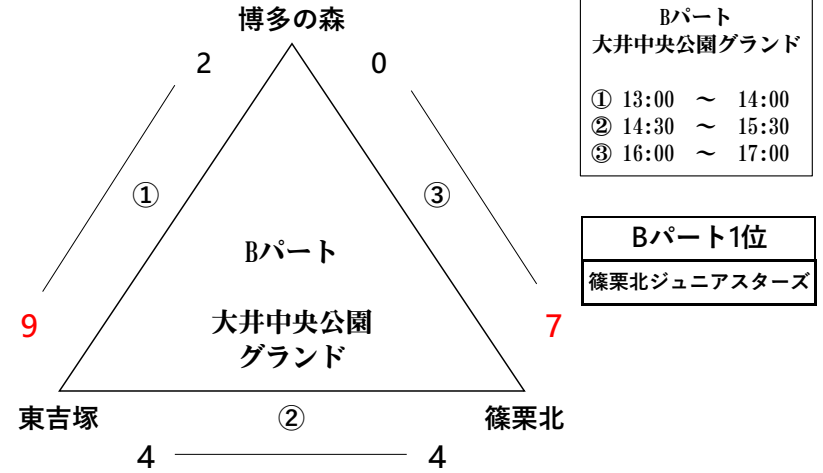 博多の森
2
0
①
③
Bパート
大井中央公園
グランド
9
7
東吉塚
②
篠栗北
4
4
Bパート
大井中央公園グランド
① 13:00 ～ 14:00
② 14:30 ～ 15:30
③ 16:00 ～ 17:00
Bパート1位
篠栗北ジュニアスターズ